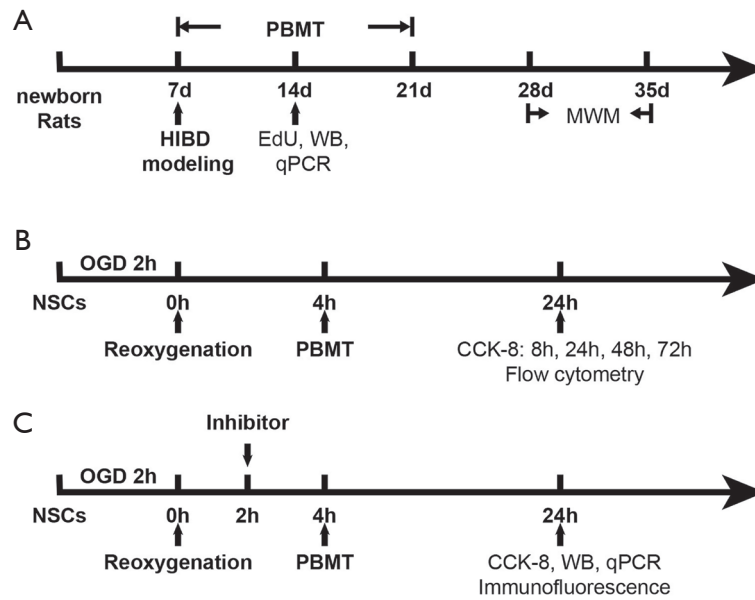 A
PBMT
newborn
Rats
7d
14d
21d
28d
35d
HIBD
modeling
EdU, WB,
qPCR
MWM
B
OGD 2h
NSCs
0h
4h
24h
Reoxygenation
PBMT
CCK-8: 8h, 24h, 48h, 72h
Flow cytometry
C
Inhibitor
OGD 2h
NSCs
0h
2h
4h
24h
Reoxygenation
PBMT
CCK-8, WB, qPCR
Immunofluorescence